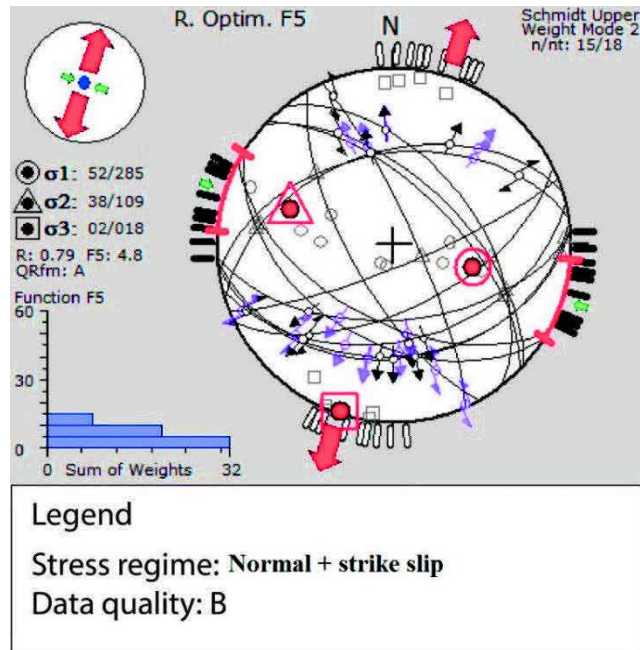 R. Optim. F5
N
Schmidt Upper
Weight Mode 2
n/nt: 15/18
σ1: 52/285
σ2: 38/109
σ3: 02/018
R: 0.79 F5: 4.8
QRfm: A
Function F5
60
30
0
0 Sum of Weights 32
Legend
Stress regime: Normal + strike slip
Data quality: B